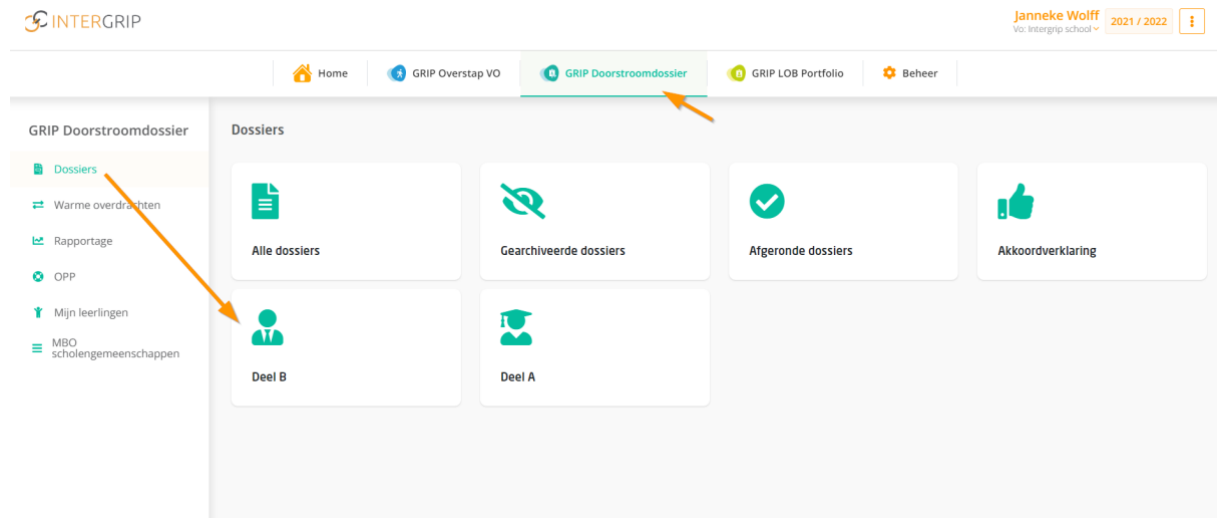 INTERGRIP
Janneke Wolff
Vo: Intergrip school
2021 / 2022
Home
GRIP Overstap VO
GRIP Doorstroomdossier
GRIP LOB Portfolio
Beheer
GRIP Doorstroomdossier
Dossiers
Warme overdrachten
Rapportage
OPP
Mijn leerlingen
MBO
scholengemeenschappen
Dossiers
Alle dossiers
Gearchiveerde dossiers
Afgeronde dossiers
Akkoordverklaring
Deel B
Deel A